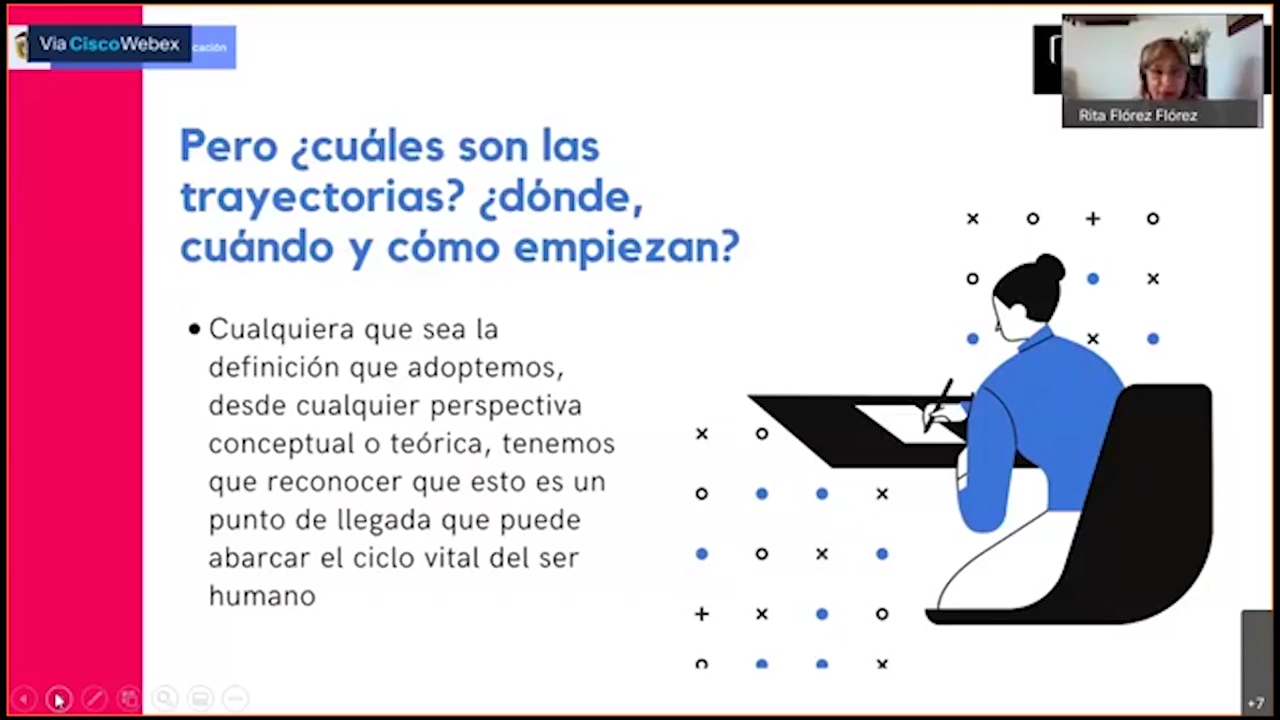 Via CiscoWebex
cación
Rita Flórez Flórez
Pero ¿cuáles son las
trayectorias? ¿dónde,
cuándo y cómo empiezan?
Cualquiera que sea la
definición que adoptemos,
desde cualquier perspectiva
conceptual o teórica, tenemos
que reconocer que esto es un
punto de llegada que puede
abarcar el ciclo vital del ser
humano
+7